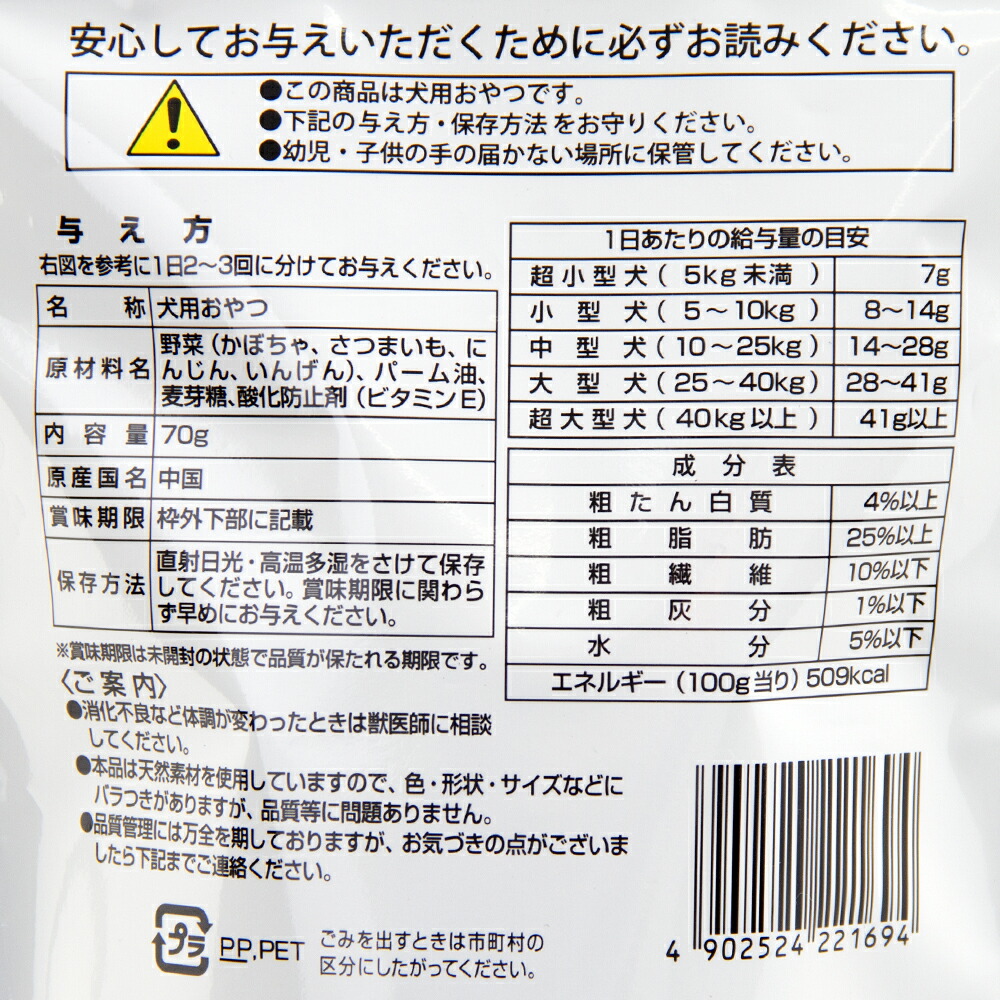 安心してお与えいただくために必ずお読みください。
●この商品は犬用おやつです。
●下記の与え方・保存方法をお守りください。
●幼児・子供の手の届かない場所に保管してください。
与え方
右図を参考に1日2～3回に分けてお与えください。
名称 犬用おやつ
原材料名 野菜（かぼちゃ、さつまいも、に
んじん、いんげん）、パーム油、
麦芽糖、酸化防止剤（ビタミンE）
内容量 70g
原産国名 中国
賞味期限 枠外下部に記載
保存方法 直射日光・高温多湿をさけて保存
してください。賞味期限に関わら
ず早めにお与えください。
※賞味期限は未開封の状態で品質が保たれる期限です。
〈ご案内〉
●消化不良など体調が変わったときは獣医師に相談
してください。
●本品は天然素材を使用していますので、色・形状・サイズなどに
バラつきがありますが、品質等に問題ありません。
●品質管理には万全を期しておりますが、お気づきの点がございま
したら下記までご連絡ください。
1日あたりの給与量の目安
超小型犬（5kg未満） 7g
小型犬（5～10kg） 8～14g
中型犬（10～25kg） 14～28g
大型犬（25～40kg） 28～41g
超大型犬（40kg以上） 41g以上
成分表
粗たん白質 4%以上
粗脂肪 25%以上
粗繊維 10%以下
粗灰分 1%以下
水分 5%以下
エネルギー（100g当り）509kcal
プラ
PP,PET
ごみを出すときは市町村の
区分にしたがってください。
4 902524 221694